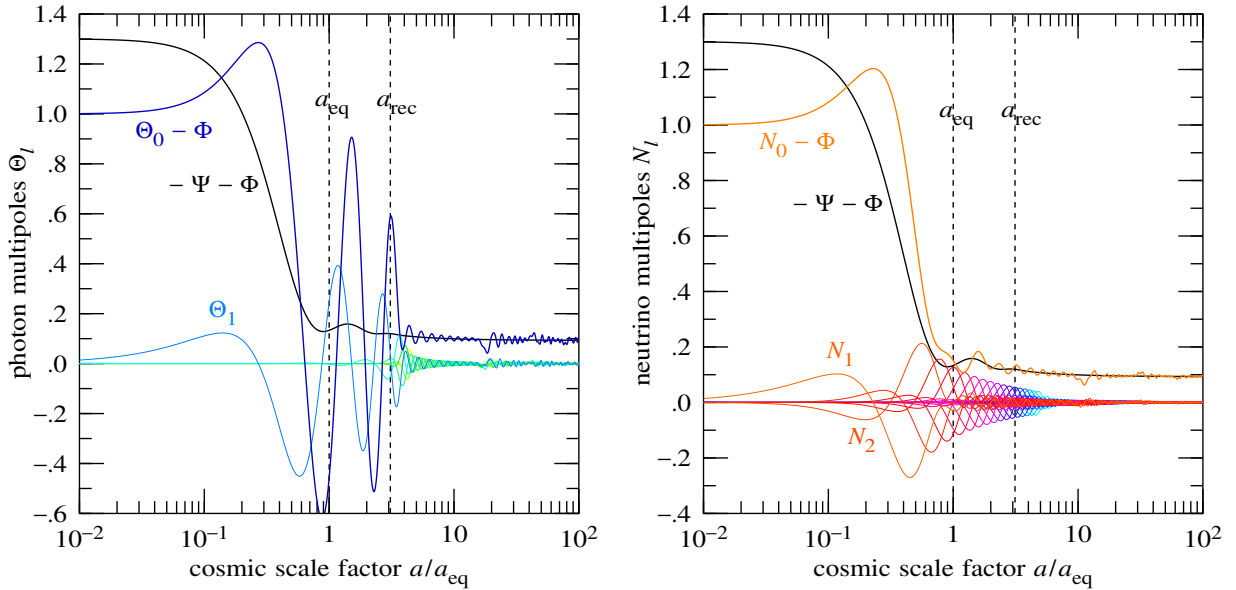 photon multipoles Θl
1.2
1.0
.8
.6
.4
.2
.0
−.2
−.4
−.6
aeq
arec
Θ0 − Φ
− Ψ − Φ
Θ1
10−2
10−1
1
10
102
cosmic scale factor a/aeq
neutrino multipoles Nl
1.4
1.2
1.0
.8
.6
.4
.2
.0
−.2
−.4
aeq
arec
N0 − Φ
− Ψ − Φ
N1
N2
10−2
10−1
1
10
102
cosmic scale factor a/aeq